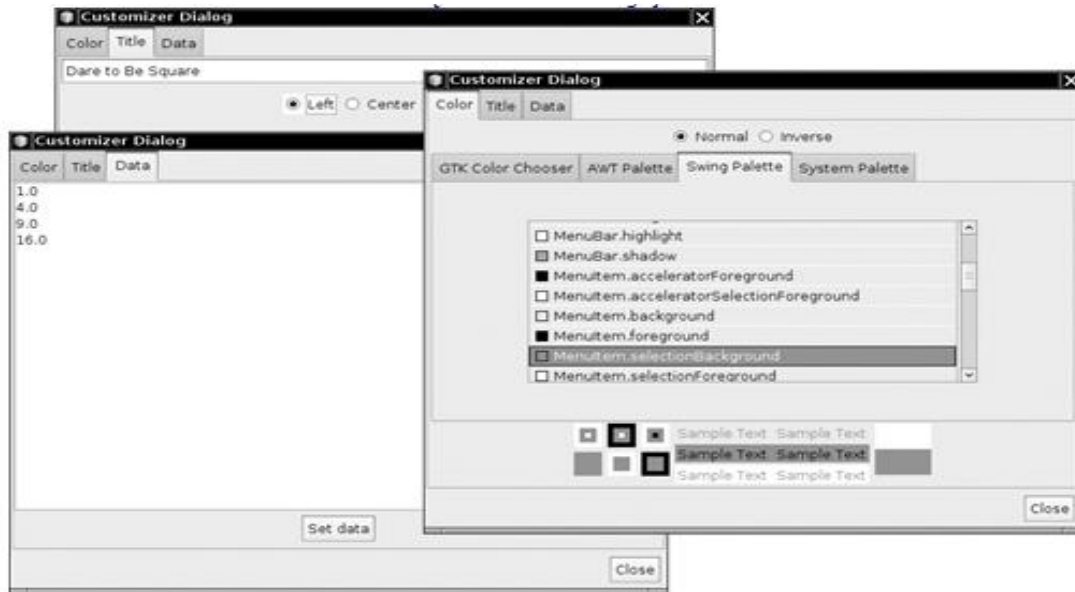 Customizer Dialog
Color Title Data
Dare to Be Square
Left Center
Customizer Dialog
Color Title Data
1.0
4.0
9.0
16.0
Set data
Close
Customizer Dialog
Color Title Data
Normal Inverse
GTK Color Chooser AWT Palette Swing Palette System Palette
MenuBar.highlight
MenuBar.shadow
MenuItem.acceleratorForeground
MenuItem.acceleratorSelectionForeground
MenuItem.background
MenuItem.foreground
MenuItem.selectionBackground
MenuItem.selectionForeground
Sample Text Sample Text
Sample Text Sample Text
Sample Text Sample Text
Close